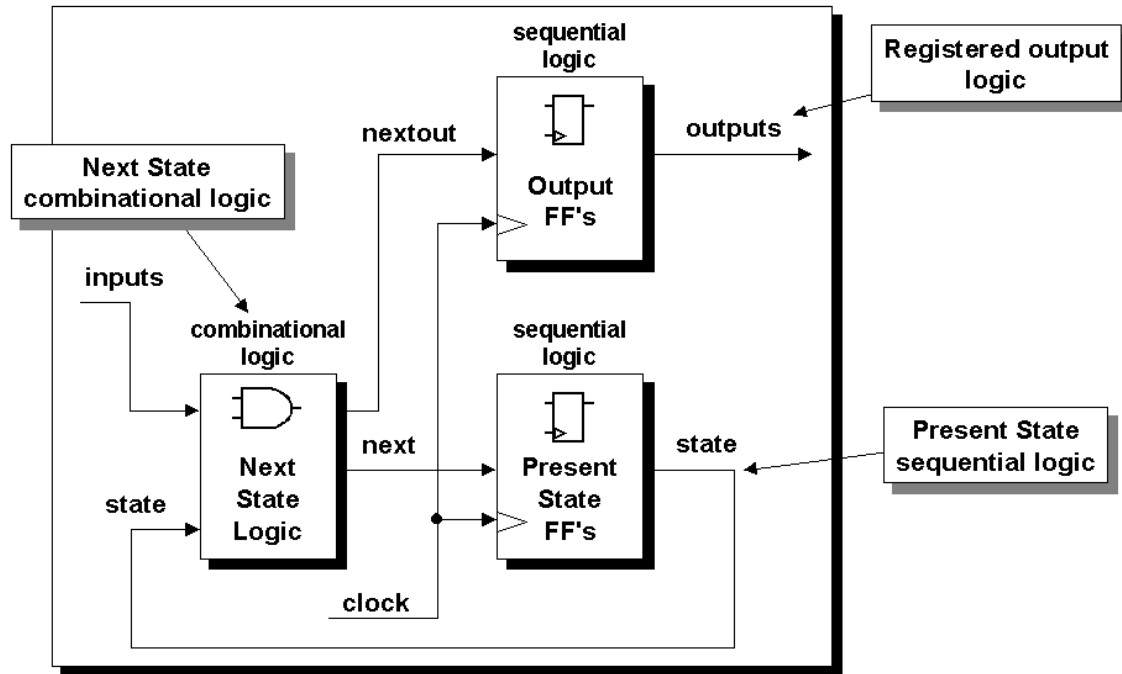 sequential
logic
Registered output
logic
nextout
outputs
Next State
combinational logic
Output
FF's
inputs
combinational
logic
sequential
logic
next
state
Present State
sequential logic
Next
State
Logic
Present
State
FF's
state
clock